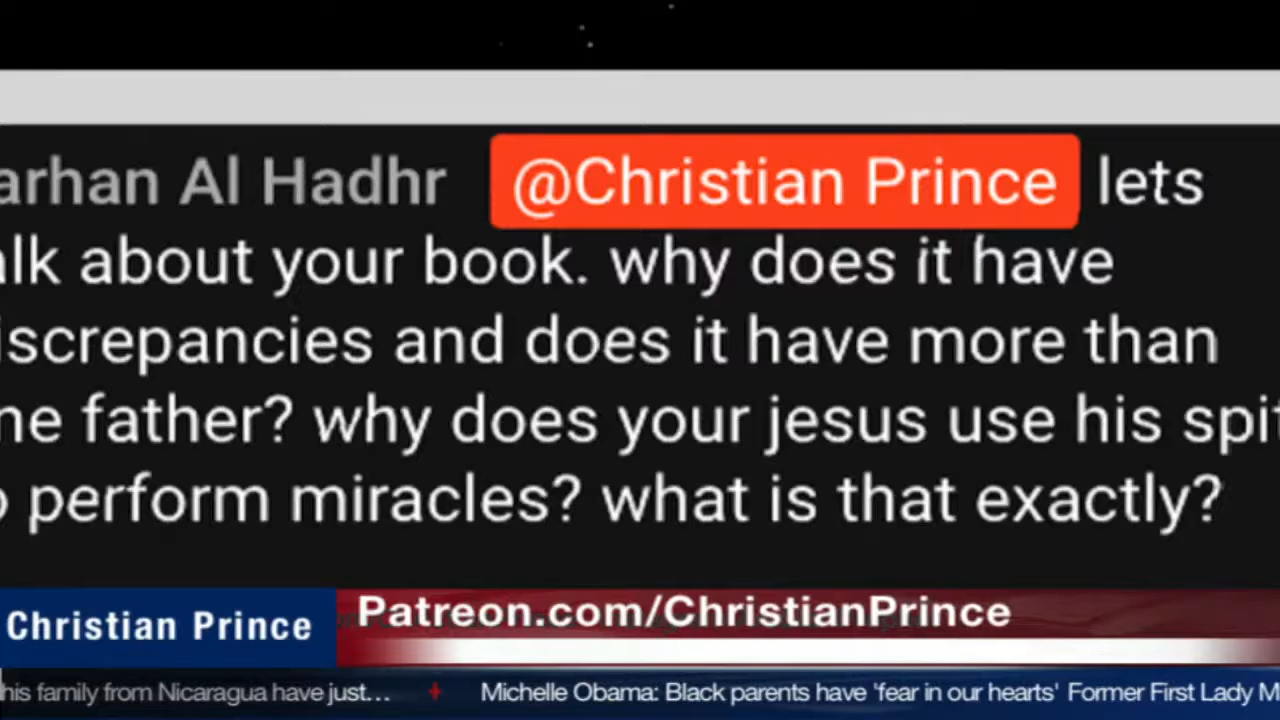 arhan Al Hadhr @Christian Prince lets
alk about your book. why does it have
iscrepancies and does it have more than
ne father? why does your jesus use his spit
o perform miracles? what is that exactly?
Christian Prince
Patreon.com/ChristianPrince
his family from Nicaragua have just... Michelle Obama: Black parents have 'fear in our hearts' Former First Lady M